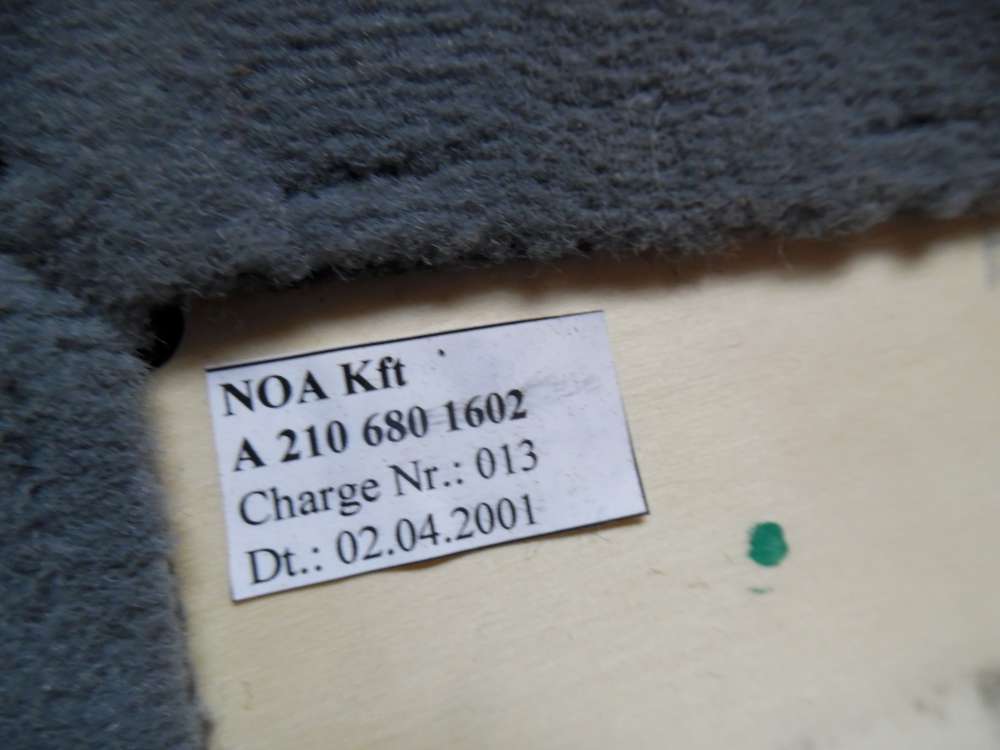 NOA Kft
A 210 680 1602
Charge Nr.: 013
Dt.: 02.04.2001